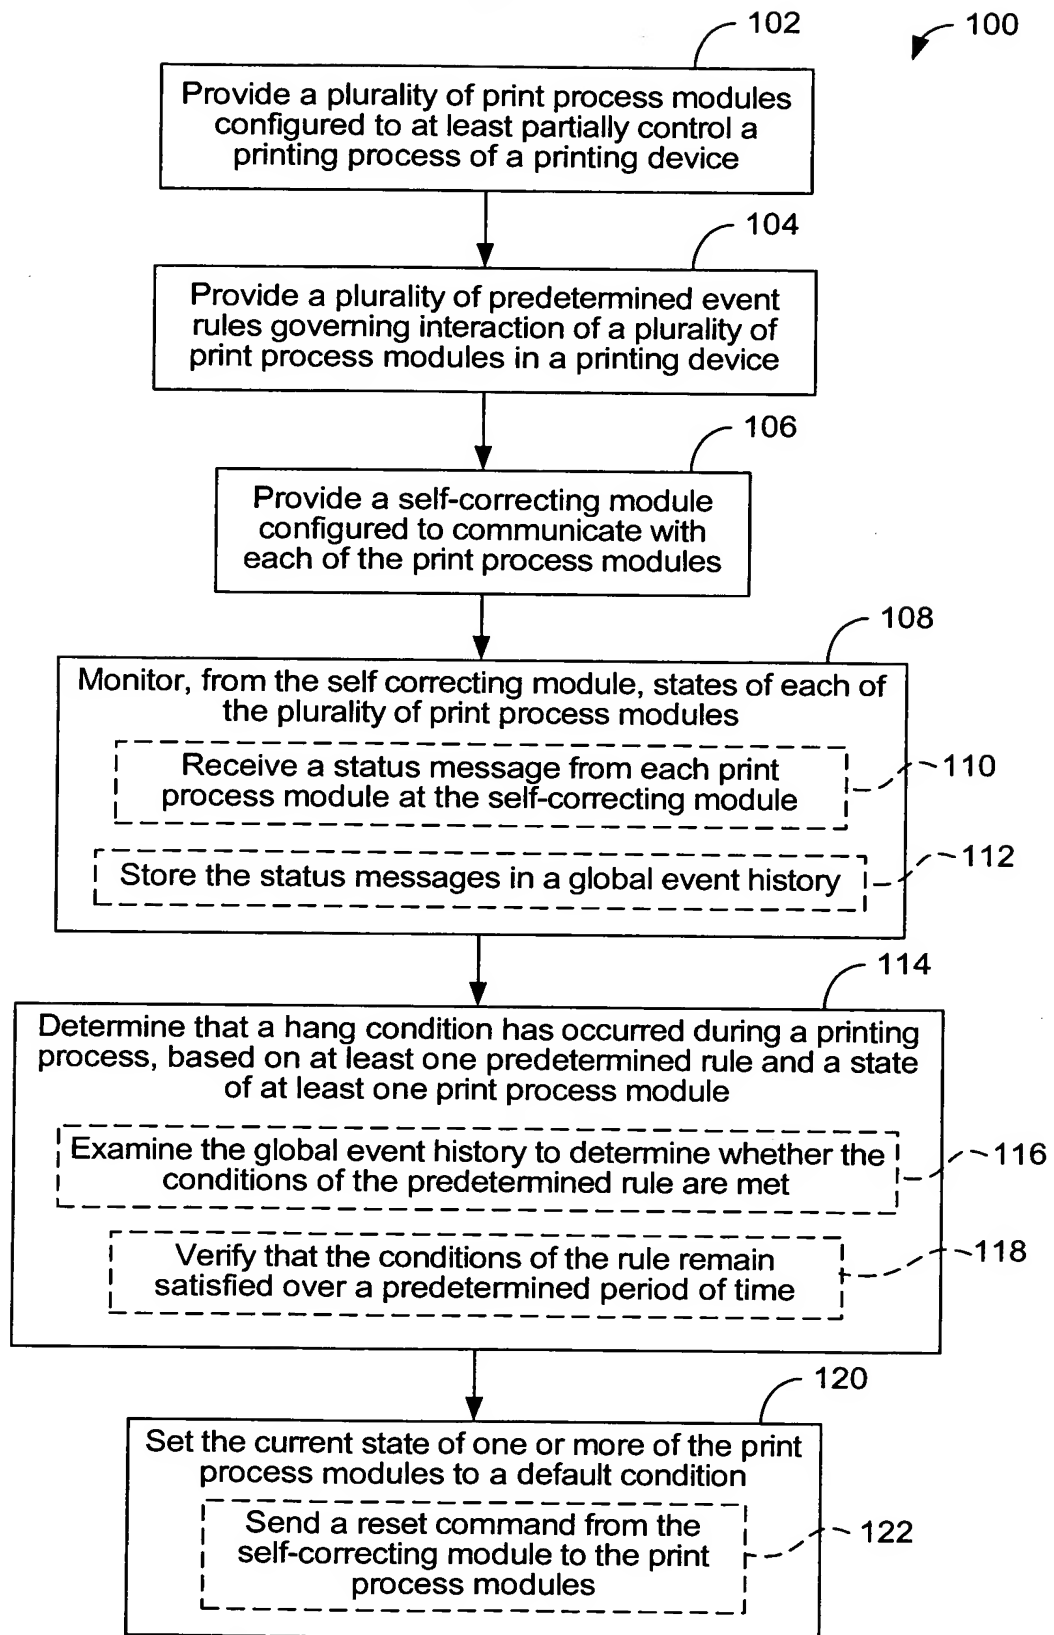 100
102
Provide a plurality of print process modules
configured to at least partially control a
printing process of a printing device
104
Provide a plurality of predetermined event
rules governing interaction of a plurality of
print process modules in a printing device
106
Provide a self-correcting module
configured to communicate with
each of the print process modules
108
Monitor, from the self correcting module, states of each of
the plurality of print process modules
Receive a status message from each print
process module at the self-correcting module
110
Store the status messages in a global event history
112
114
Determine that a hang condition has occurred during a printing
process, based on at least one predetermined rule and a state
of at least one print process module
Examine the global event history to determine whether the
conditions of the predetermined rule are met
116
Verify that the conditions of the rule remain
satisfied over a predetermined period of time
118
120
Set the current state of one or more of the print
process modules to a default condition
Send a reset command from the
self-correcting module to the print
process modules
122